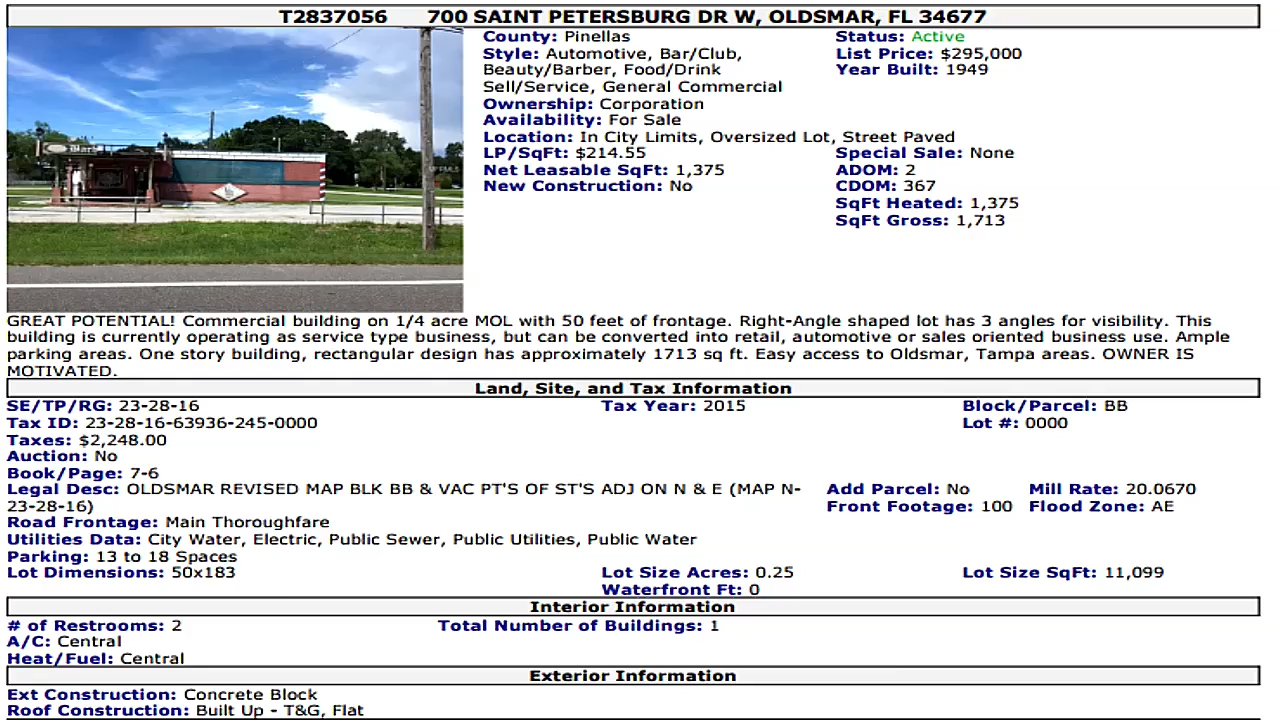 T2837056 700 SAINT PETERSBURG DR W, OLDSMAR, FL 34677
County: Pinellas
Style: Automotive, Bar/Club,
Beauty/Barber, Food/Drink
Sell/Service, General Commercial
Ownership: Corporation
Availability: For Sale
Location: In City Limits, Oversized Lot, Street Paved
LP/SqFt: $214.55
Net Leasable SqFt: 1,375
New Construction: No
Status: Active
List Price: $295,000
Year Built: 1949
Special Sale: None
ADOM: 2
CDOM: 367
SqFt Heated: 1,375
SqFt Gross: 1,713
GREAT POTENTIAL! Commercial building on 1/4 acre MOL with 50 feet of frontage. Right-Angle shaped lot has 3 angles for visibility. This
building is currently operating as service type business, but can be converted into retail, automotive or sales oriented business use. Ample
parking areas. One story building, rectangular design has approximately 1713 sq ft. Easy access to Oldsmar, Tampa areas. OWNER IS
MOTIVATED.
Land, Site, and Tax Information
SE/TP/RG: 23-28-16 Tax Year: 2015 Block/Parcel: BB
Tax ID: 23-28-16-63936-245-0000 Lot #: 0000
Taxes: $2,248.00
Auction: No
Book/Page: 7-6
Legal Desc: OLDSMAR REVISED MAP BLK BB & VAC PT'S OF ST'S ADJ ON N & E (MAP N-
23-28-16)
Add Parcel: No Mill Rate: 20.0670
Front Footage: 100 Flood Zone: AE
Road Frontage: Main Thoroughfare
Utilities Data: City Water, Electric, Public Sewer, Public Utilities, Public Water
Parking: 13 to 18 Spaces
Lot Dimensions: 50x183 Lot Size Acres: 0.25 Lot Size SqFt: 11,099
Waterfront Ft: 0
Interior Information
# of Restrooms: 2 Total Number of Buildings: 1
A/C: Central
Heat/Fuel: Central
Exterior Information
Ext Construction: Concrete Block
Roof Construction: Built Up - T&G, Flat